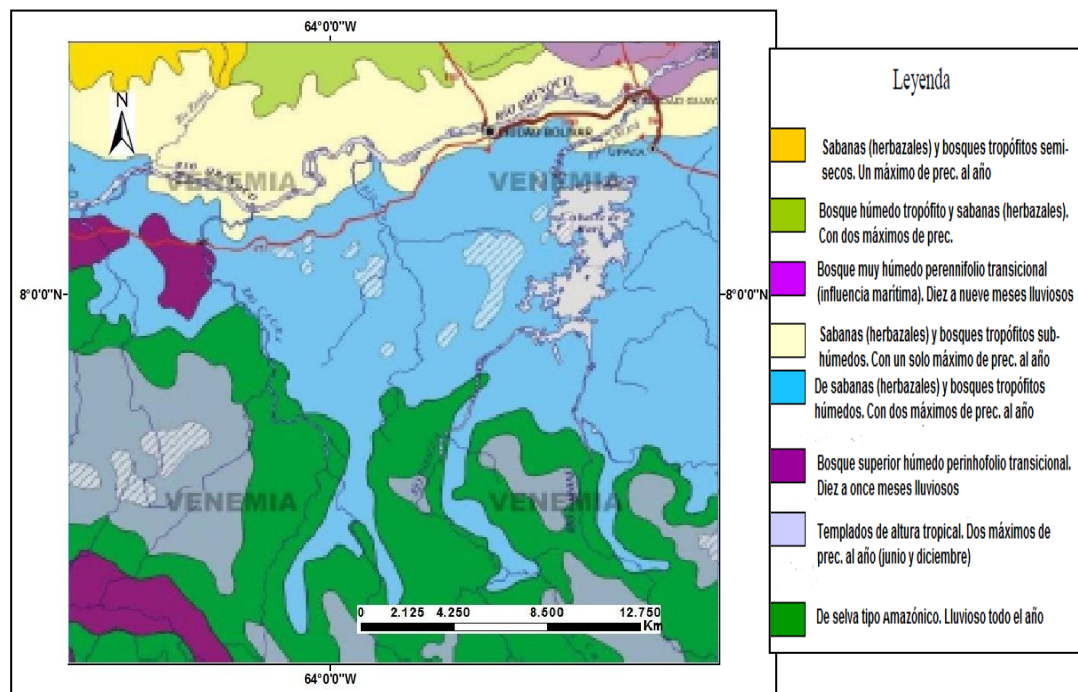 64°0'0"W
N
RÍO ORINOCO
CIUDAD BOLIVAR
UPATA
VENEMIA
VENEMIA
Embalse de
Guri
8°0'0"N
8°0'0"N
VENEMIA
VENEMIA
0 2.125 4.250 8.500 12.750
Km
64°0'0"W
Leyenda
Sabanas (herbazales) y bosques tropófitos semi-
secos. Un máximo de prec. al año
Bosque húmedo tropófito y sabanas (herbazales).
Con dos máximos de prec.
Bosque muy húmedo perennifolio transicional
(influencia marítima). Diez a nueve meses lluviosos
Sabanas (herbazales) y bosques tropófitos sub-
húmedos. Con un solo máximo de prec. al año
De sabanas (herbazales) y bosques tropófitos
húmedos. Con dos máximos de prec. al año
Bosque superior húmedo perinhofolio transicional.
Diez a once meses lluviosos
Templados de altura tropical. Dos máximos de
prec. al año (junio y diciembre)
De selva tipo Amazónico. Lluvioso todo el año